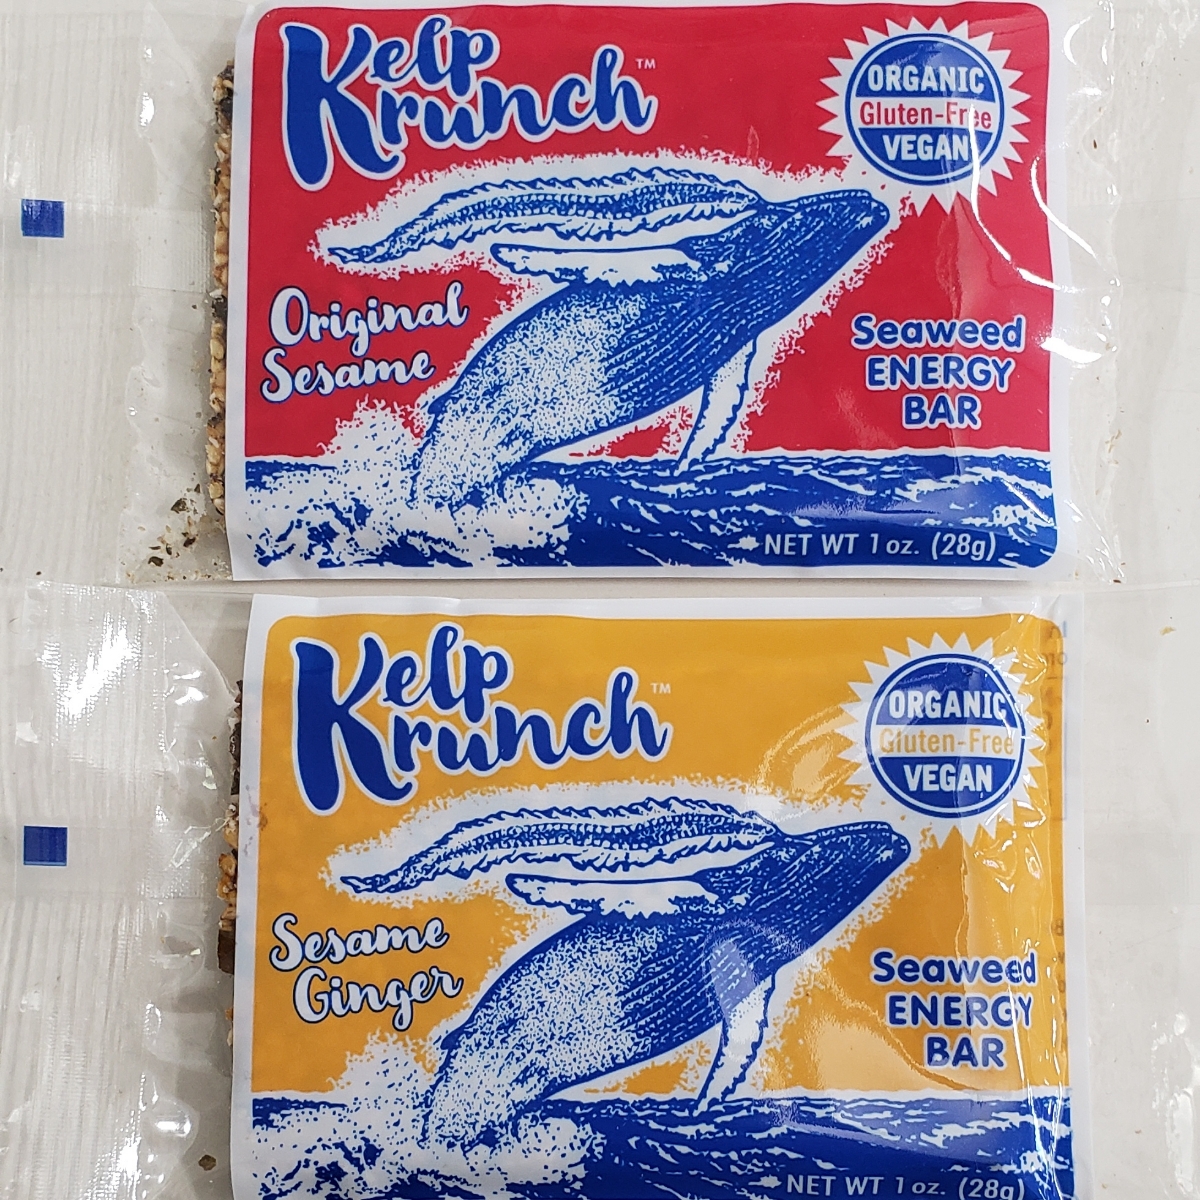 Kelp
Krunch™
ORGANIC
Gluten-Free
VEGAN
Original
Sesame
Seaweed
ENERGY
BAR
NET WT 1 oz. (28g)
Kelp
Krunch™
ORGANIC
Gluten-Free
VEGAN
Sesame
Ginger
Seaweed
ENERGY
BAR
NET WT 1 oz. (28g)